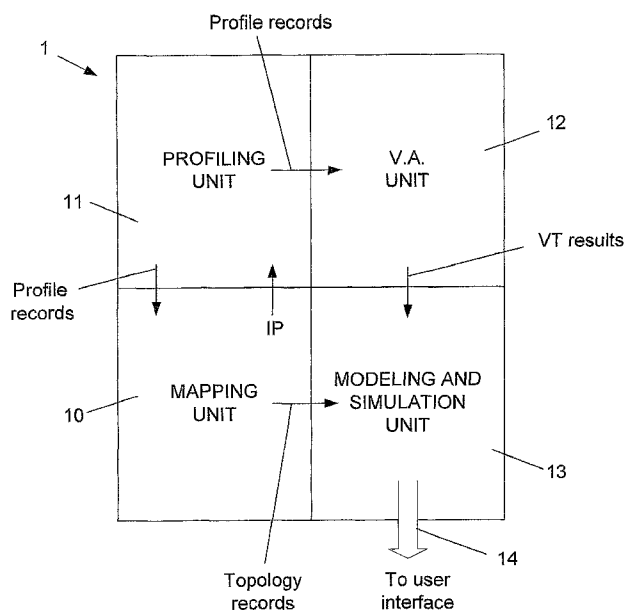 Profile records
1
12
PROFILING
UNIT
V.A.
UNIT
11
VT results
Profile
records
IP
MAPPING
UNIT
MODELING AND
SIMULATION
UNIT
10
13
14
Topology
records
To user
interface